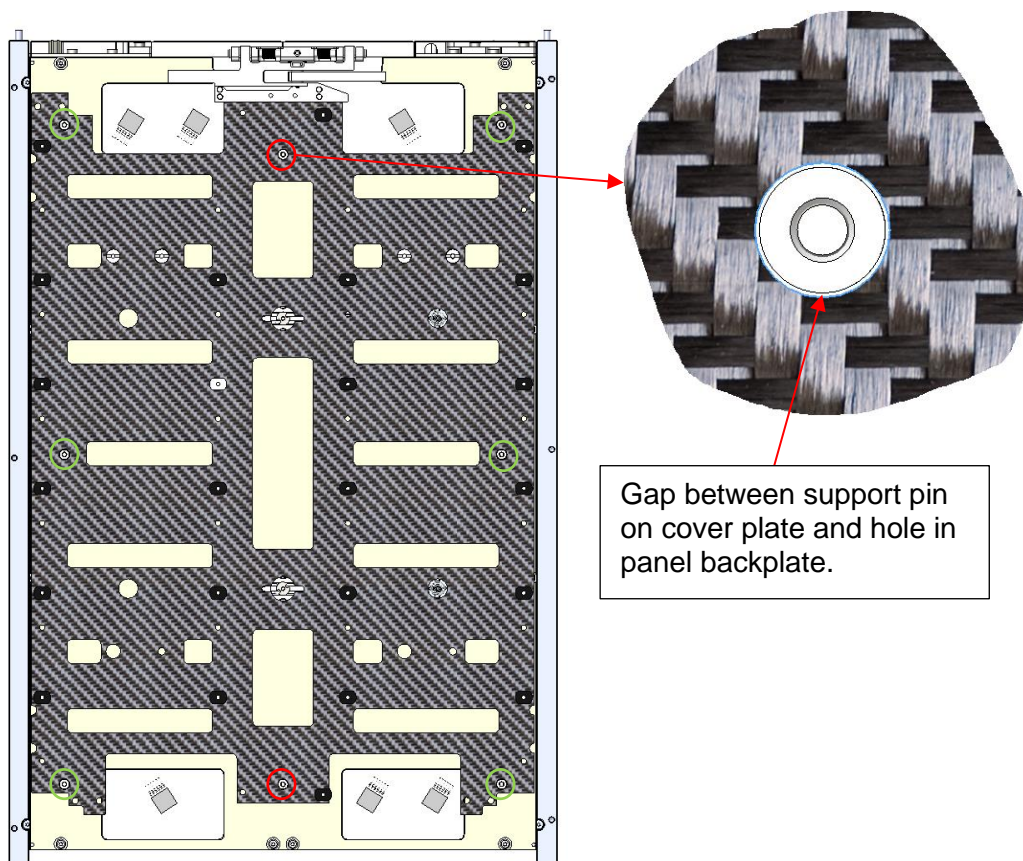 Gap between support pin
on cover plate and hole in
panel backplate.